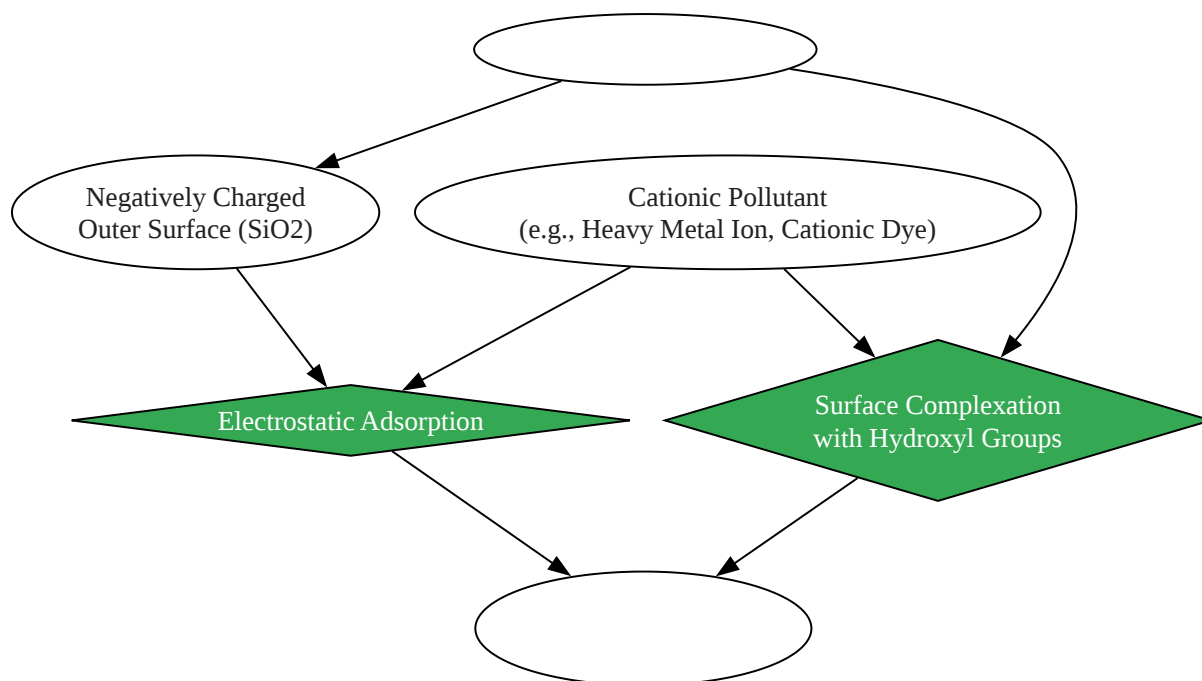 Negatively Charged
Outer Surface (SiO2)
Cationic Pollutant
(e.g., Heavy Metal Ion, Cationic Dye)
Electrostatic Adsorption
Surface Complexation
with Hydroxyl Groups